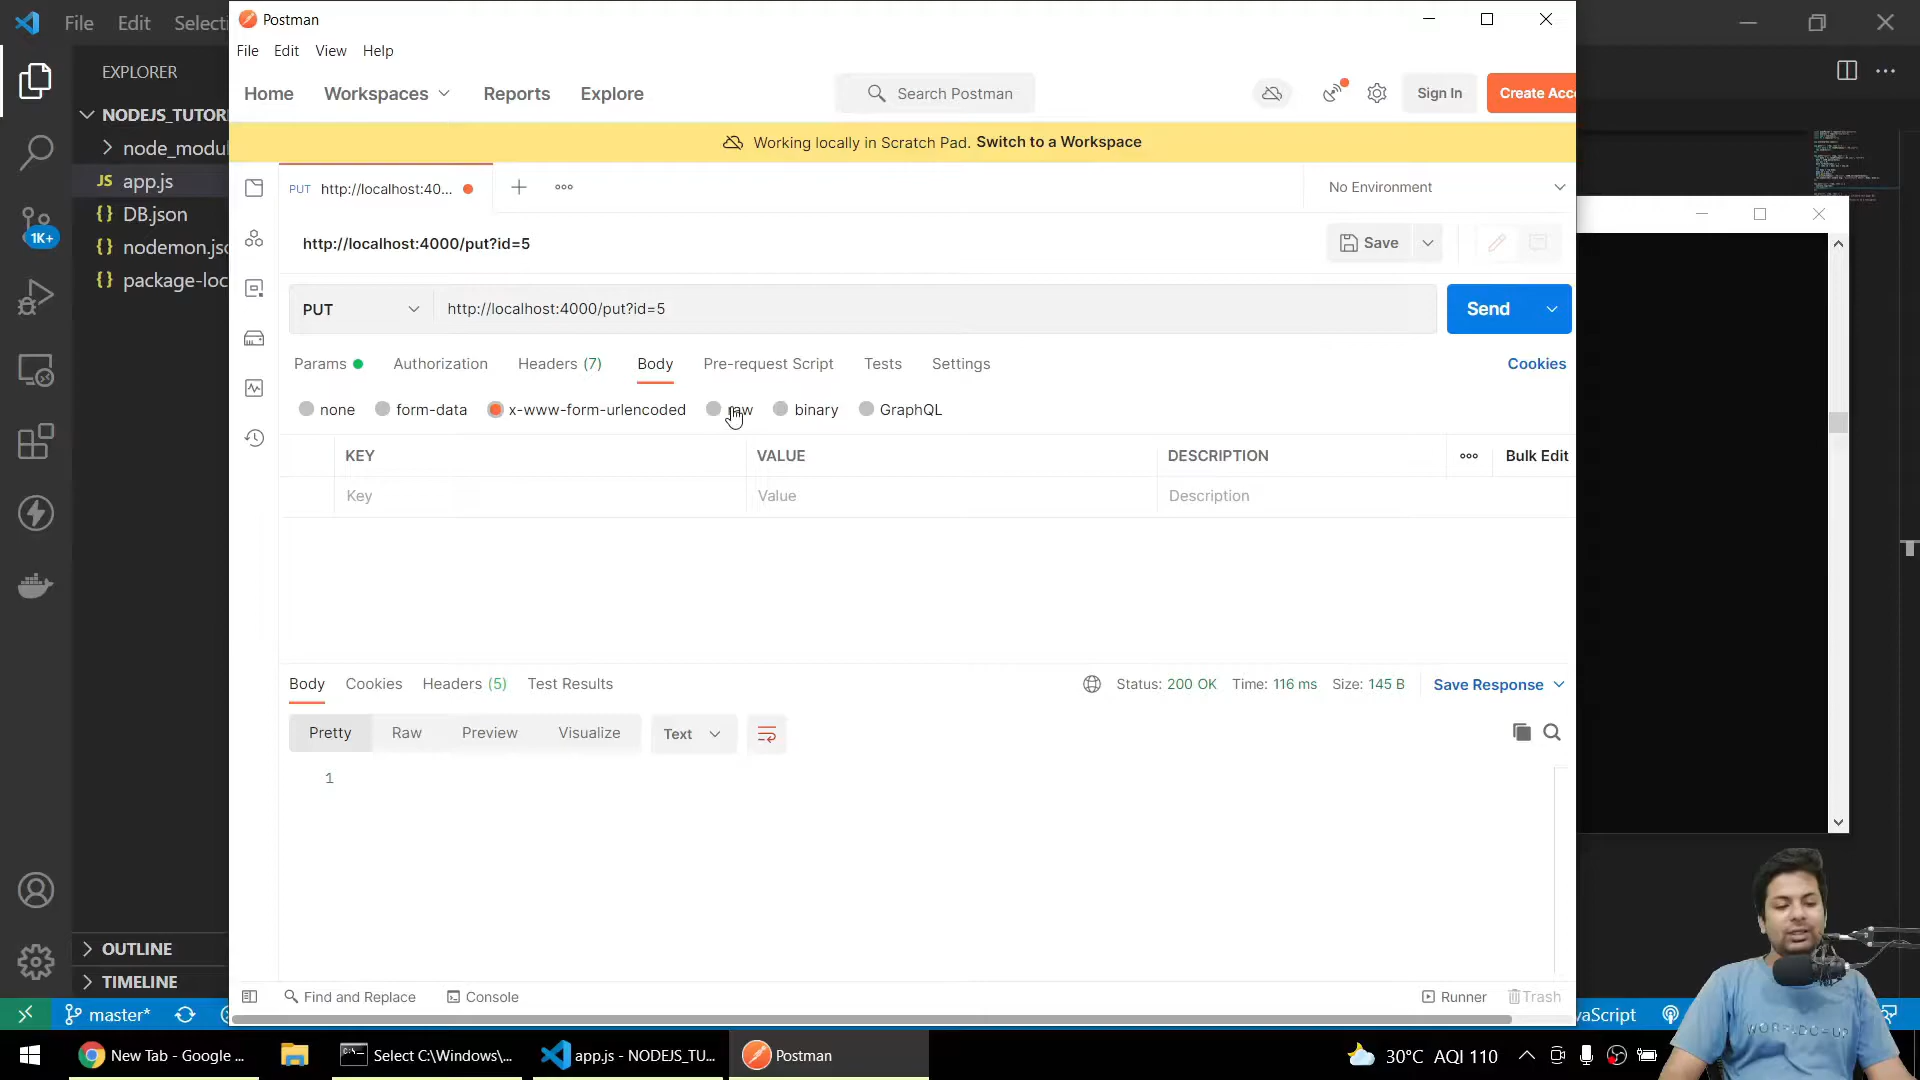 File Edit Selecti
Postman
File Edit View Help
Home Workspaces Reports Explore Search Postman Sign In Create Acc
Working locally in Scratch Pad. Switch to a Workspace
EXPLORER
NODEJS_TUTOR
node_modul
JS app.js
{} DB.json
{} nodemon.js
{} package-loc
1K+
OUTLINE
TIMELINE
PUT http://localhost:40... No Environment
http://localhost:4000/put?id=5 Save
PUT http://localhost:4000/put?id=5 Send
Params Authorization Headers (7) Body Pre-request Script Tests Settings Cookies
none form-data x-www-form-urlencoded raw binary GraphQL
KEY VALUE DESCRIPTION Bulk Edit
Key Value Description
Body Cookies Headers (5) Test Results Status: 200 OK Time: 116 ms Size: 145 B Save Response
Pretty Raw Preview Visualize Text
1
Find and Replace Console Runner Trash
master* vaScript
New Tab - Google ... Select C:\Windows\... app.js - NODEJS_TU... Postman 30°C AQI 110